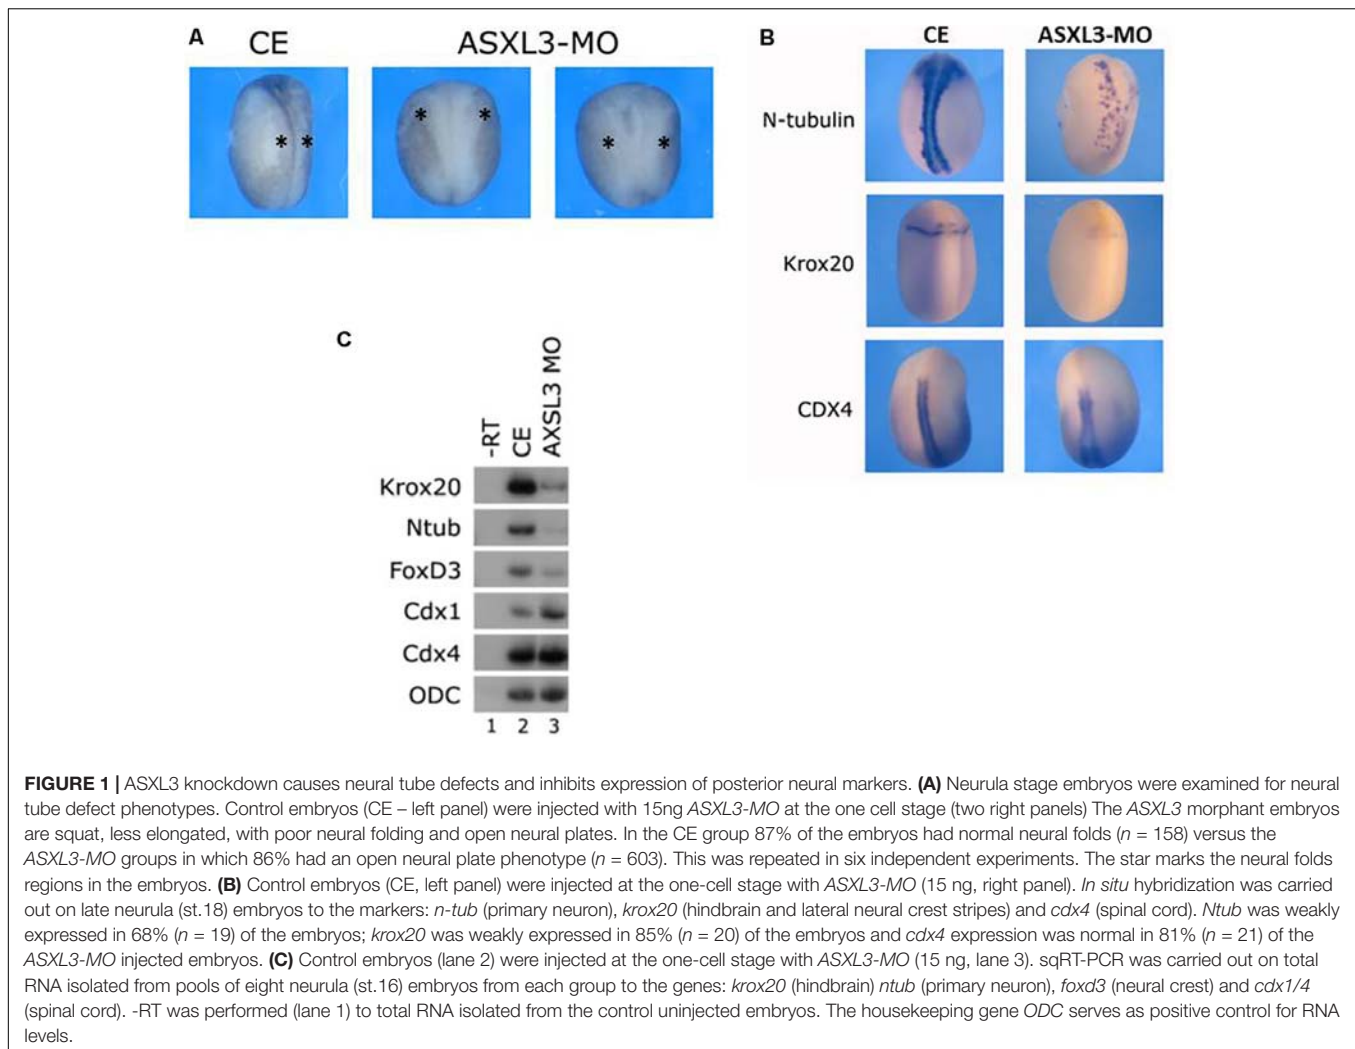 A
CE
ASXL3-MO
*
*
*
*
*
*
B
CE
ASXL3-MO
N-tubulin
Krox20
CDX4
C
-RT
CE
AXSL3 MO
Krox20
Ntub
FoxD3
Cdx1
Cdx4
ODC
1 2 3
FIGURE 1 | ASXL3 knockdown causes neural tube defects and inhibits expression of posterior neural markers. (A) Neurula stage embryos were examined for neural
tube defect phenotypes. Control embryos (CE – left panel) were injected with 15ng ASXL3-MO at the one cell stage (two right panels) The ASXL3 morphant embryos
are squat, less elongated, with poor neural folding and open neural plates. In the CE group 87% of the embryos had normal neural folds (n = 158) versus the
ASXL3-MO groups in which 86% had an open neural plate phenotype (n = 603). This was repeated in six independent experiments. The star marks the neural folds
regions in the embryos. (B) Control embryos (CE, left panel) were injected at the one-cell stage with ASXL3-MO (15 ng, right panel). In situ hybridization was carried
out on late neurula (st.18) embryos to the markers: n-tub (primary neuron), krox20 (hindbrain and lateral neural crest stripes) and cdx4 (spinal cord). Ntub was weakly
expressed in 68% (n = 19) of the embryos; krox20 was weakly expressed in 85% (n = 20) of the embryos and cdx4 expression was normal in 81% (n = 21) of the
ASXL3-MO injected embryos. (C) Control embryos (lane 2) were injected at the one-cell stage with ASXL3-MO (15 ng, lane 3). sqRT-PCR was carried out on total
RNA isolated from pools of eight neurula (st.16) embryos from each group to the genes: krox20 (hindbrain) ntub (primary neuron), foxd3 (neural crest) and cdx1/4
(spinal cord). -RT was performed (lane 1) to total RNA isolated from the control uninjected embryos. The housekeeping gene ODC serves as positive control for RNA
levels.